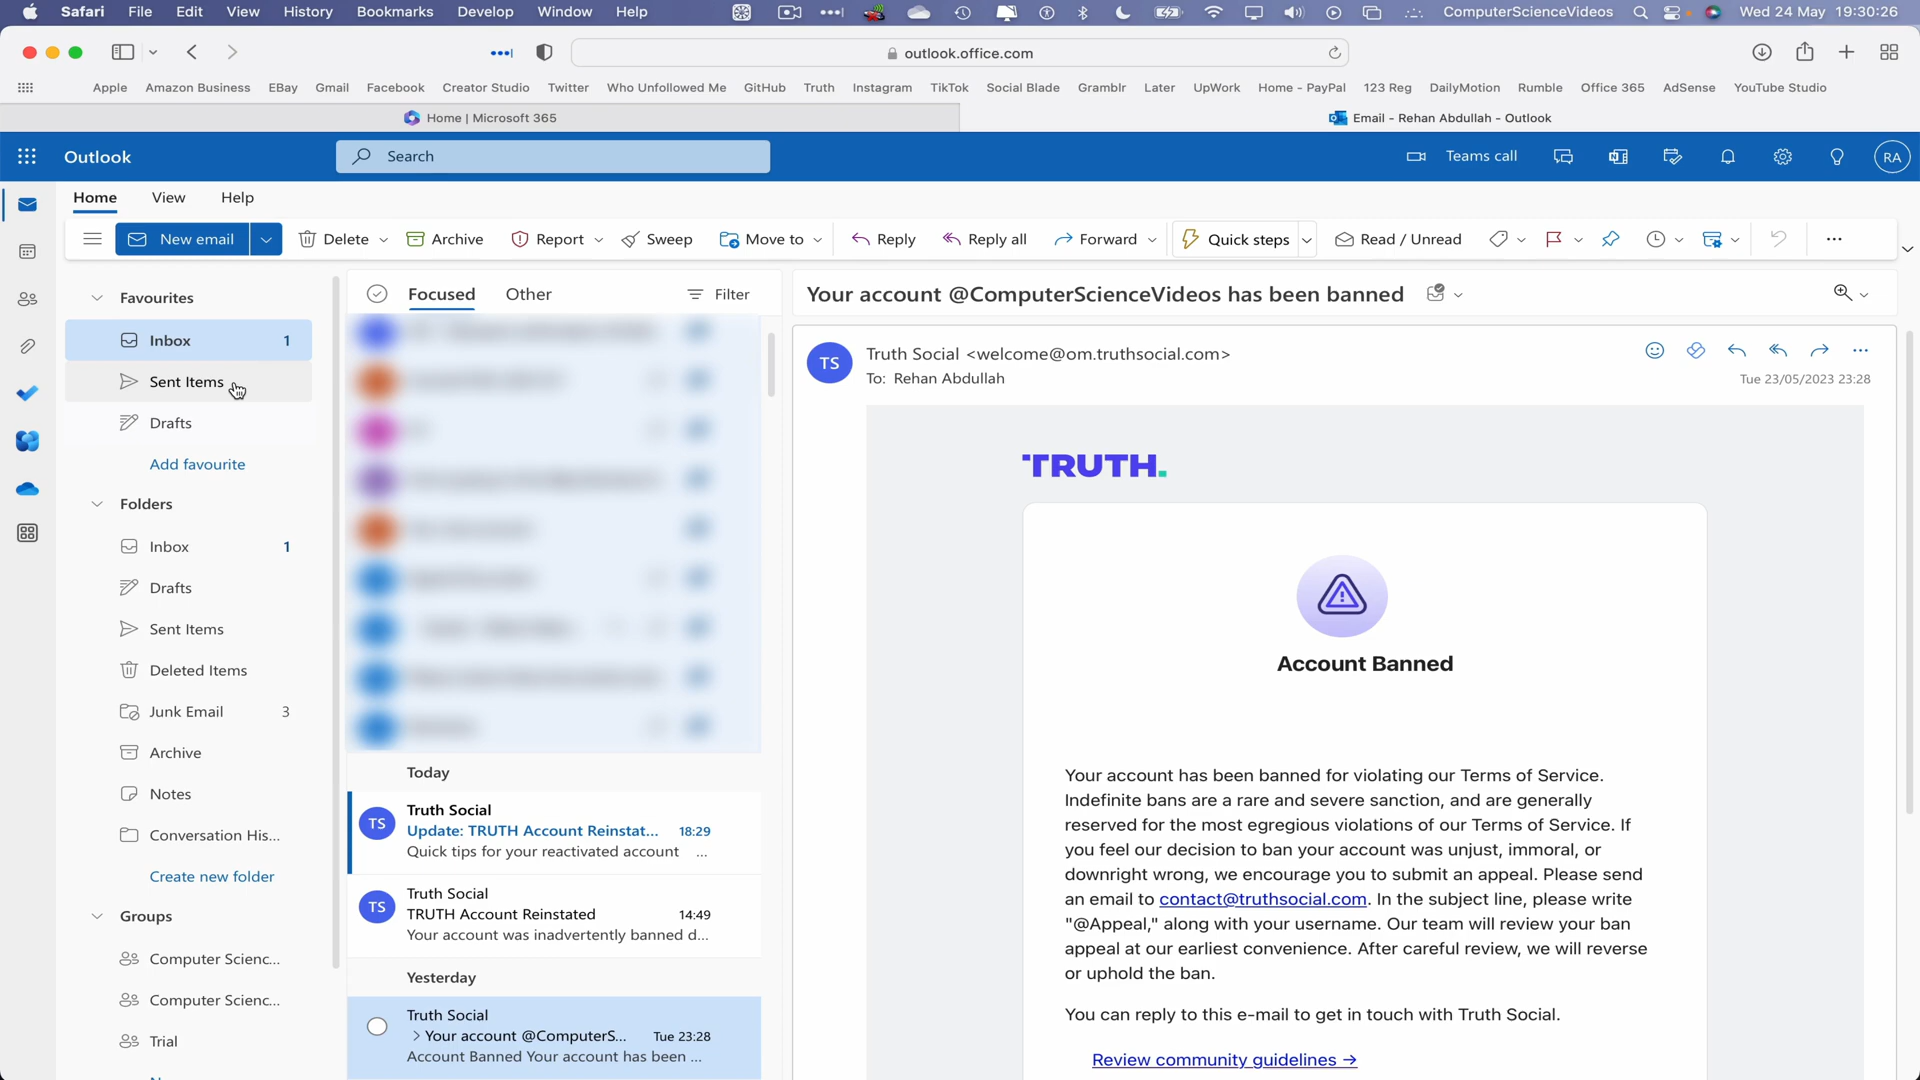 Safari File Edit View History Bookmarks Develop Window Help ComputerScienceVideos Wed 24 May 19:30:26
outlook.office.com
Apple Amazon Business EBay Gmail Facebook Creator Studio Twitter Who Unfollowed Me GitHub Truth Instagram TikTok Social Blade Gramblr Later UpWork Home - PayPal 123 Reg DailyMotion Rumble Office 365 AdSense YouTube Studio
Home | Microsoft 365
Email - Rehan Abdullah - Outlook
Outlook
Search
Teams call
RA
Home View Help
New email Delete Archive Report Sweep Move to Reply Reply all Forward Quick steps Read / Unread
Favourites
Inbox 1
Sent Items
Drafts
Add favourite
Folders
Inbox 1
Drafts
Sent Items
Deleted Items
Junk Email 3
Archive
Notes
Conversation His...
Create new folder
Groups
Computer Scienc...
Computer Scienc...
Trial
Focused Other Filter
Today
TS
Truth Social
Update: TRUTH Account Reinstat... 18:29
Quick tips for your reactivated account ...
TS
Truth Social
TRUTH Account Reinstated 14:49
Your account was inadvertently banned d...
Yesterday
Truth Social
> Your account @ComputerS... Tue 23:28
Account Banned Your account has been ...
Your account @ComputerScienceVideos has been banned
TS
Truth Social <welcome@om.truthsocial.com>
To: Rehan Abdullah
Tue 23/05/2023 23:28
TRUTH.
Account Banned
Your account has been banned for violating our Terms of Service.
Indefinite bans are a rare and severe sanction, and are generally
reserved for the most egregious violations of our Terms of Service. If
you feel our decision to ban your account was unjust, immoral, or
downright wrong, we encourage you to submit an appeal. Please send
an email to contact@truthsocial.com. In the subject line, please write
"@Appeal," along with your username. Our team will review your ban
appeal at our earliest convenience. After careful review, we will reverse
or uphold the ban.
You can reply to this e-mail to get in touch with Truth Social.
Review community guidelines →